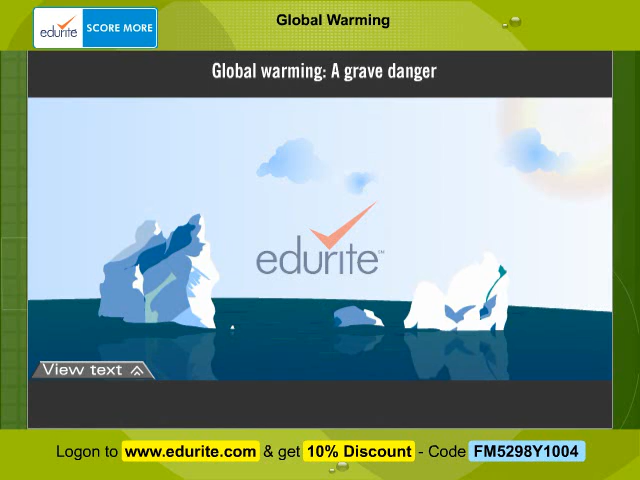 edurite SCORE MORE
Global Warming
Global warming: A grave danger
edurite™
View text
Logon to www.edurite.com & get 10% Discount - Code FM5298Y1004